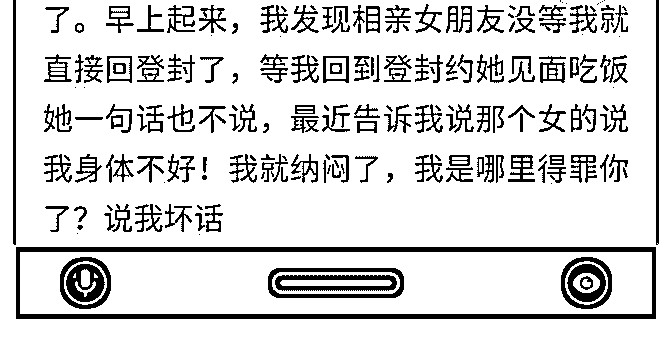 了。早上起来，我发现相亲女朋友没等我就
直接回登封了，等我回到登封约她见面吃饭
她一句话也不说，最近告诉我说那个女的说
我身体不好！我就纳闷了，我是哪里得罪你
了？说我坏话